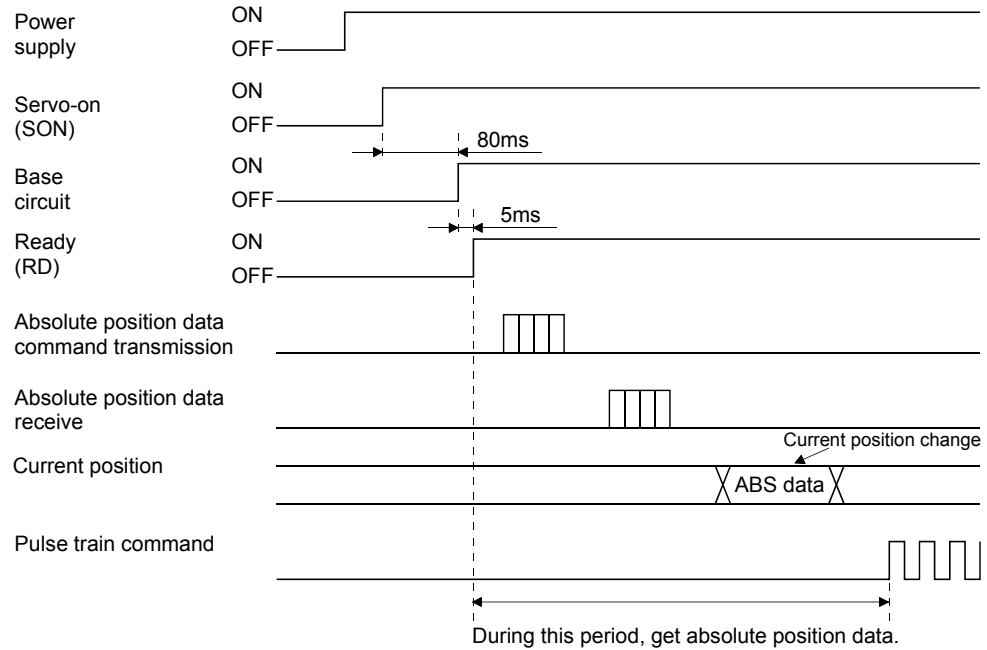 Power
supply
ON
OFF
Servo-on
(SON)
ON
OFF
80ms
Base
circuit
ON
OFF
5ms
Ready
(RD)
ON
OFF
Absolute position data
command transmission
Absolute position data
receive
Current position change
Current position
ABS data
Pulse train command
During this period, get absolute position data.